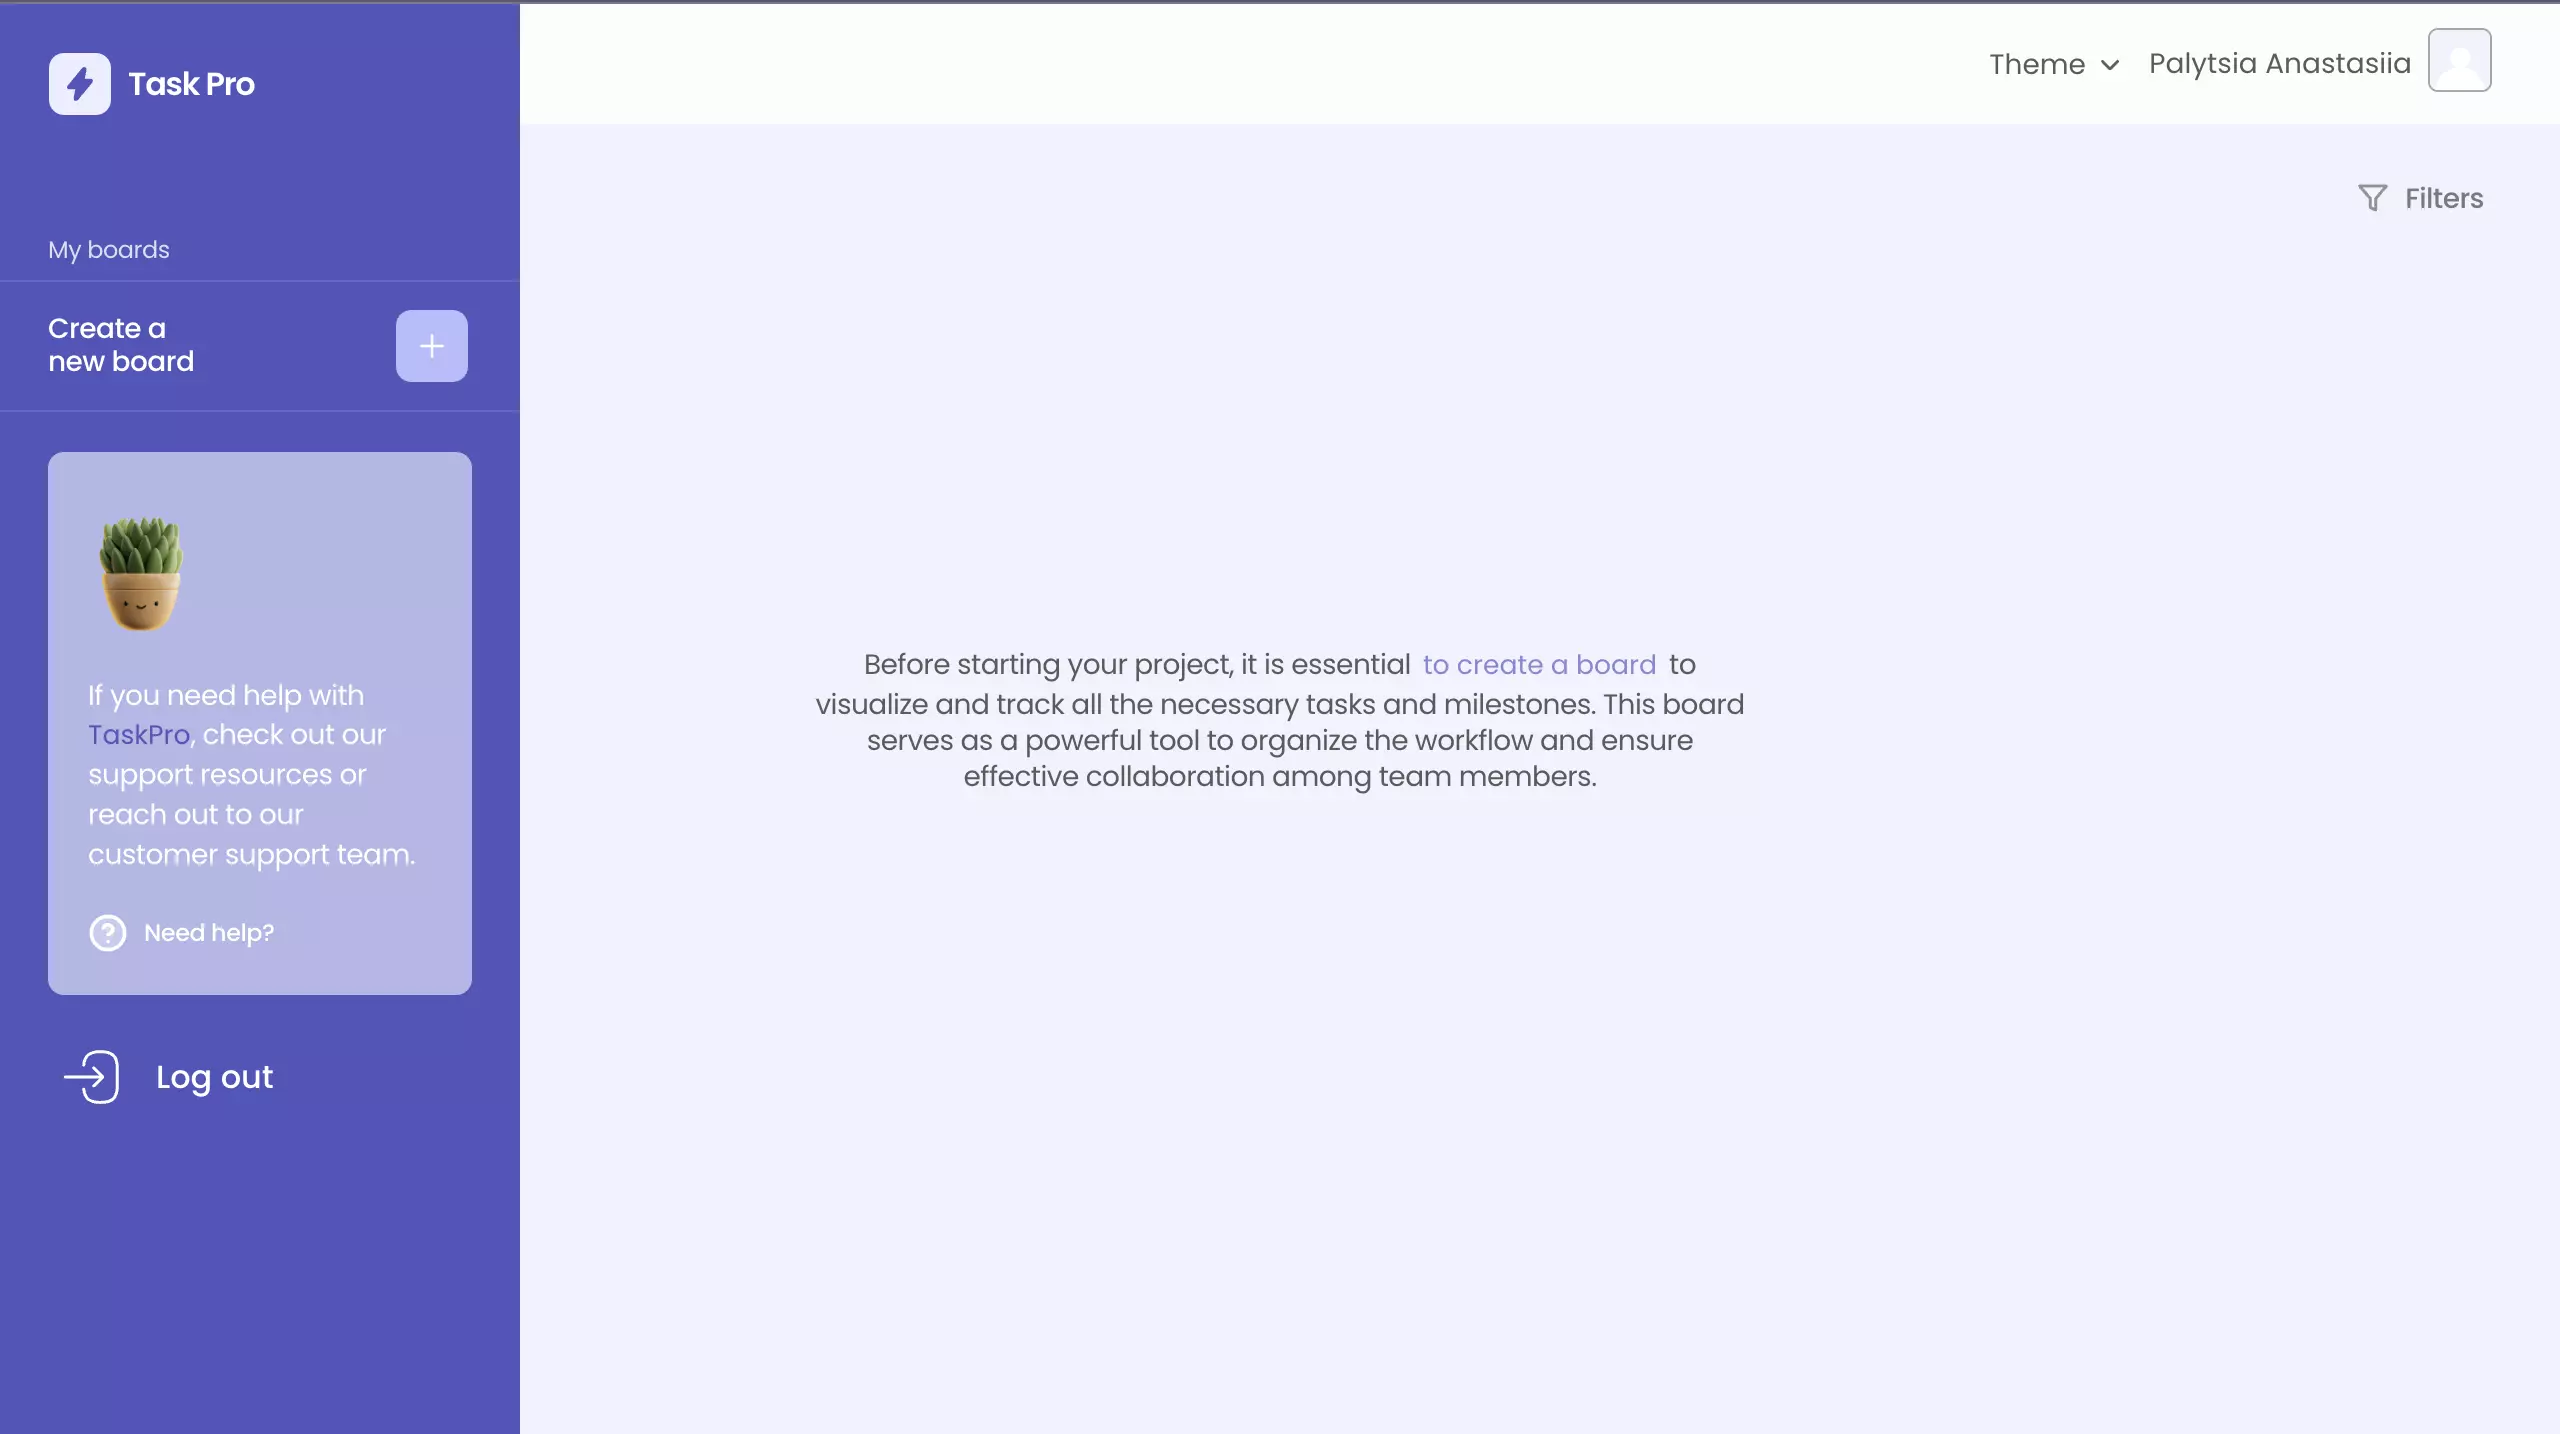 Task Pro
Theme
Palytsia Anastasiia
Filters
My boards
Create a
new board
If you need help with
TaskPro, check out our
support resources or
reach out to our
customer support team.
Need help?
Log out
Before starting your project, it is essential to create a board to
visualize and track all the necessary tasks and milestones. This board
serves as a powerful tool to organize the workflow and ensure
effective collaboration among team members.